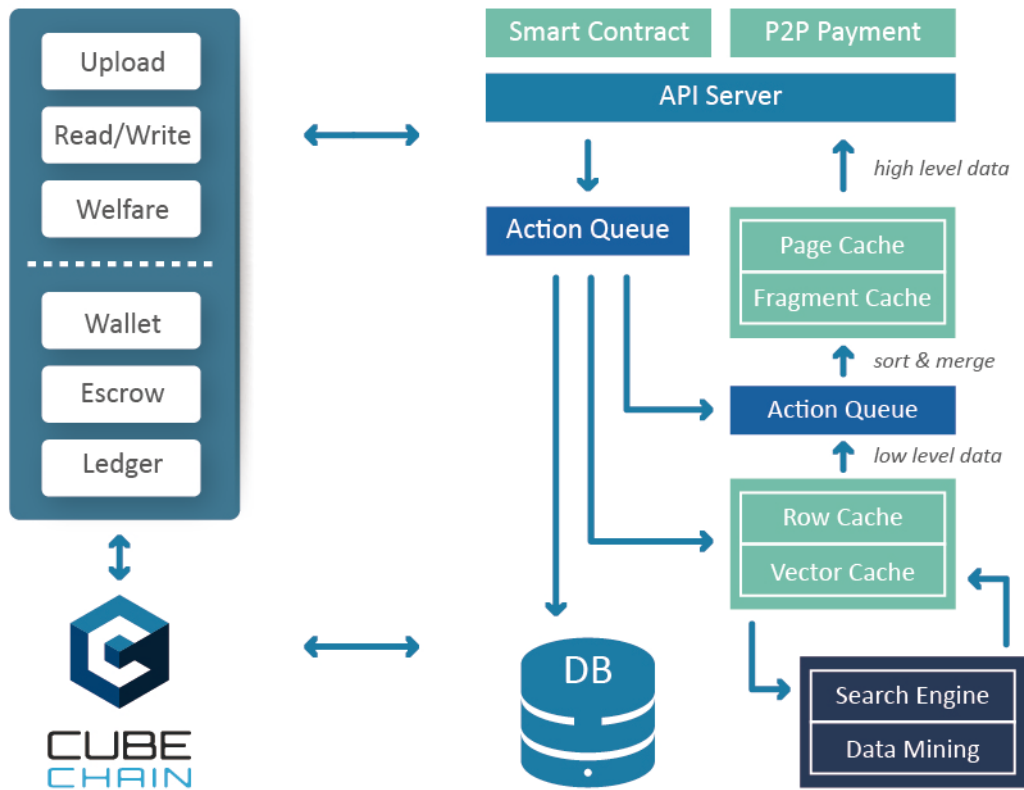 Upload
Read/Write
Welfare
Wallet
Escrow
Ledger
CUBE
CHAIN
Smart Contract
P2P Payment
API Server
high level data
Action Queue
Page Cache
Fragment Cache
sort & merge
Action Queue
low level data
Row Cache
Vector Cache
DB
Search Engine
Data Mining